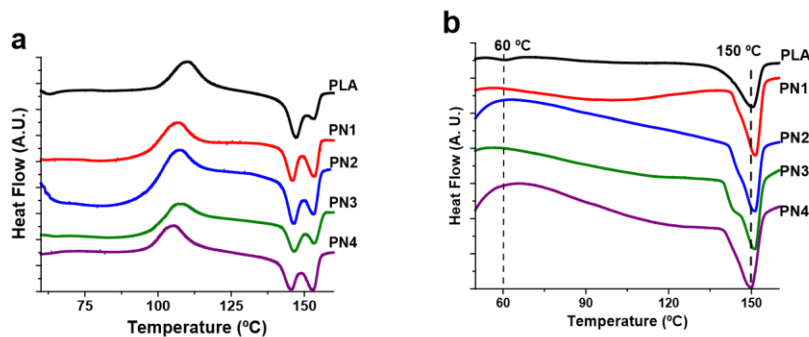 a
Heat Flow (A.U.)
PLA
PN1
PN2
PN3
PN4
75
100
125
150
Temperature (ºC)
b
60 ºC
150 ºC
Heat Flow (A. U.)
PLA
PN1
PN2
PN3
PN4
60
90
120
150
Temperature (ºC)